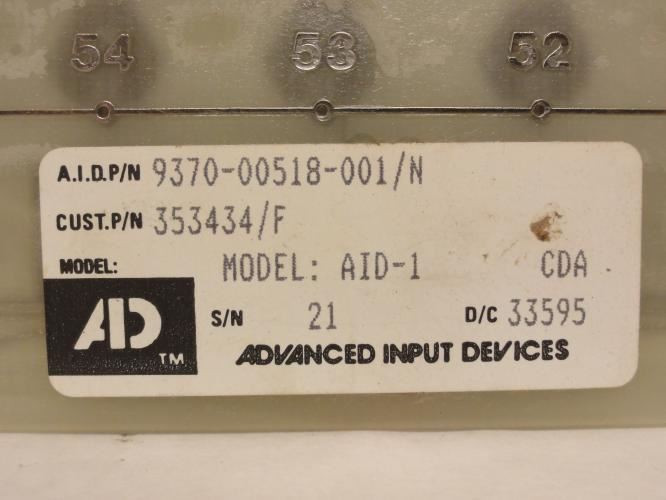 54 53 52
A.I.D.P/N 9370-00518-001/N
CUST.P/N 353434/F
MODEL: MODEL: AID-1 CDA
AID TM
S/N 21 D/C 33595
ADVANCED INPUT DEVICES